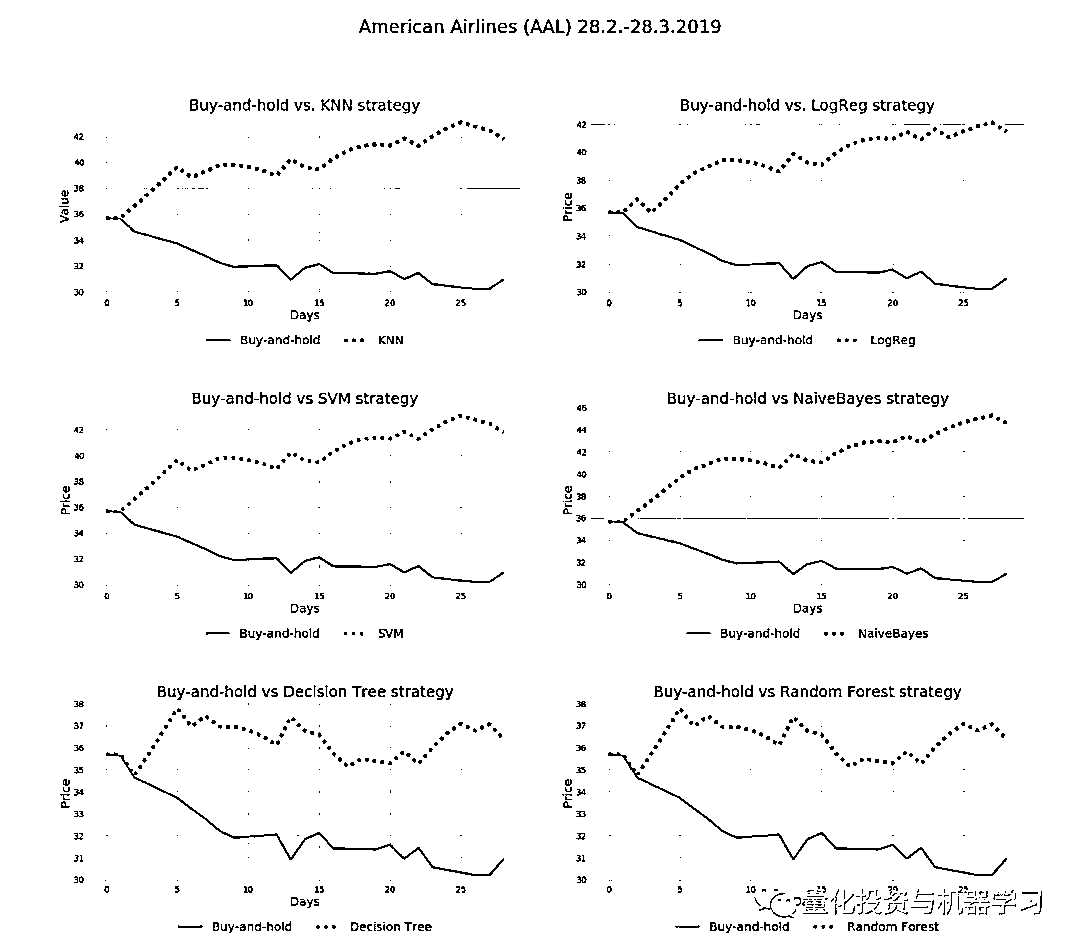 American Airlines (AAL) 28.2.-28.3.2019
Buy-and-hold vs. KNN strategy
Value
42
40
38
36
34
32
30
0 5 10 15 20 25
Days
Buy-and-hold KNN
Buy-and-hold vs. LogReg strategy
Price
42
40
38
36
34
32
30
0 5 10 15 20 25
Days
Buy-and-hold LogReg
Buy-and-hold vs SVM strategy
Price
42
40
38
36
34
32
30
0 5 10 15 20 25
Days
Buy-and-hold SVM
Buy-and-hold vs NaiveBayes strategy
Price
46
44
42
40
38
36
34
32
30
0 5 10 15 20 25
Days
Buy-and-hold NaiveBayes
Buy-and-hold vs Decision Tree strategy
Price
38
37
36
35
34
33
32
31
30
0 5 10 15 20 25
Days
Buy-and-hold Decision Tree
Buy-and-hold vs Random Forest strategy
Price
38
37
36
35
34
33
32
31
30
0 5 10 15 20 25
量化投资与机器学习
Buy-and-hold Random Forest